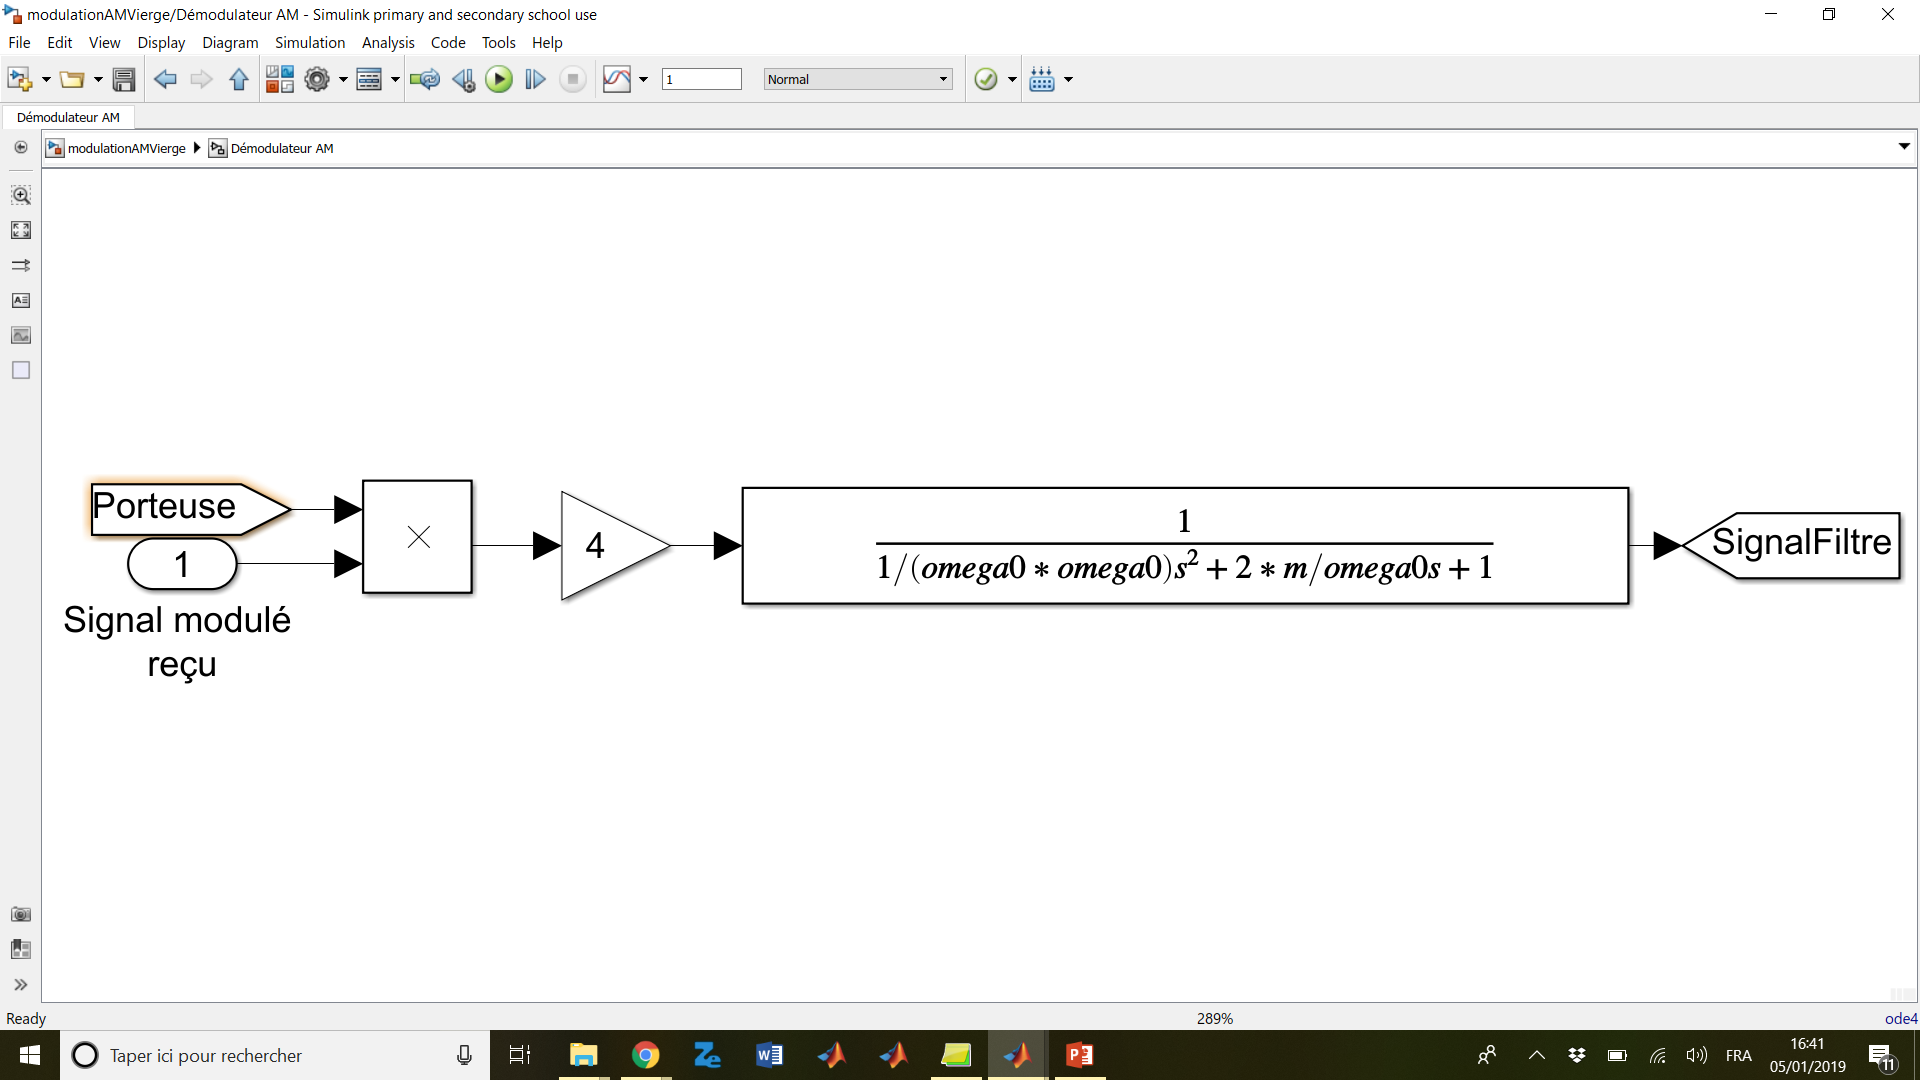 modulationAMVierge/Démodulateur AM - Simulink primary and secondary school use
File Edit View Display Diagram Simulation Analysis Code Tools Help
1 Normal
Démodulateur AM
modulationAMVierge Démodulateur AM
Porteuse
1
Signal modulé
reçu
×
4
1
1/(omega0 * omega0)s² + 2 * m/omega0s + 1
SignalFiltre
Ready 289% ode4
Taper ici pour rechercher
FRA
16:41
05/01/2019
11